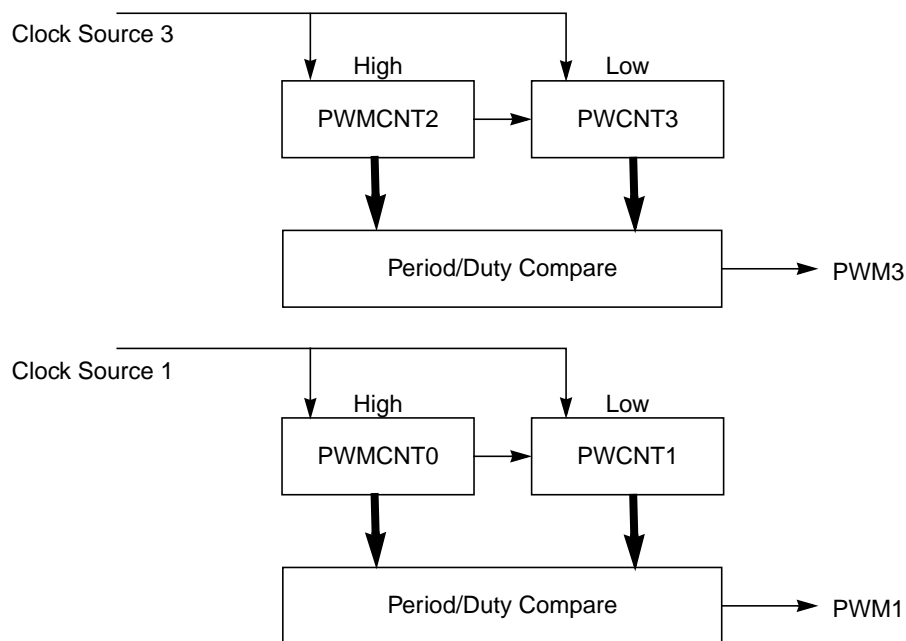 Clock Source 3
High Low
PWMCNT2 PWCNT3
Period/Duty Compare PWM3
Clock Source 1
High Low
PWMCNT0 PWCNT1
Period/Duty Compare PWM1